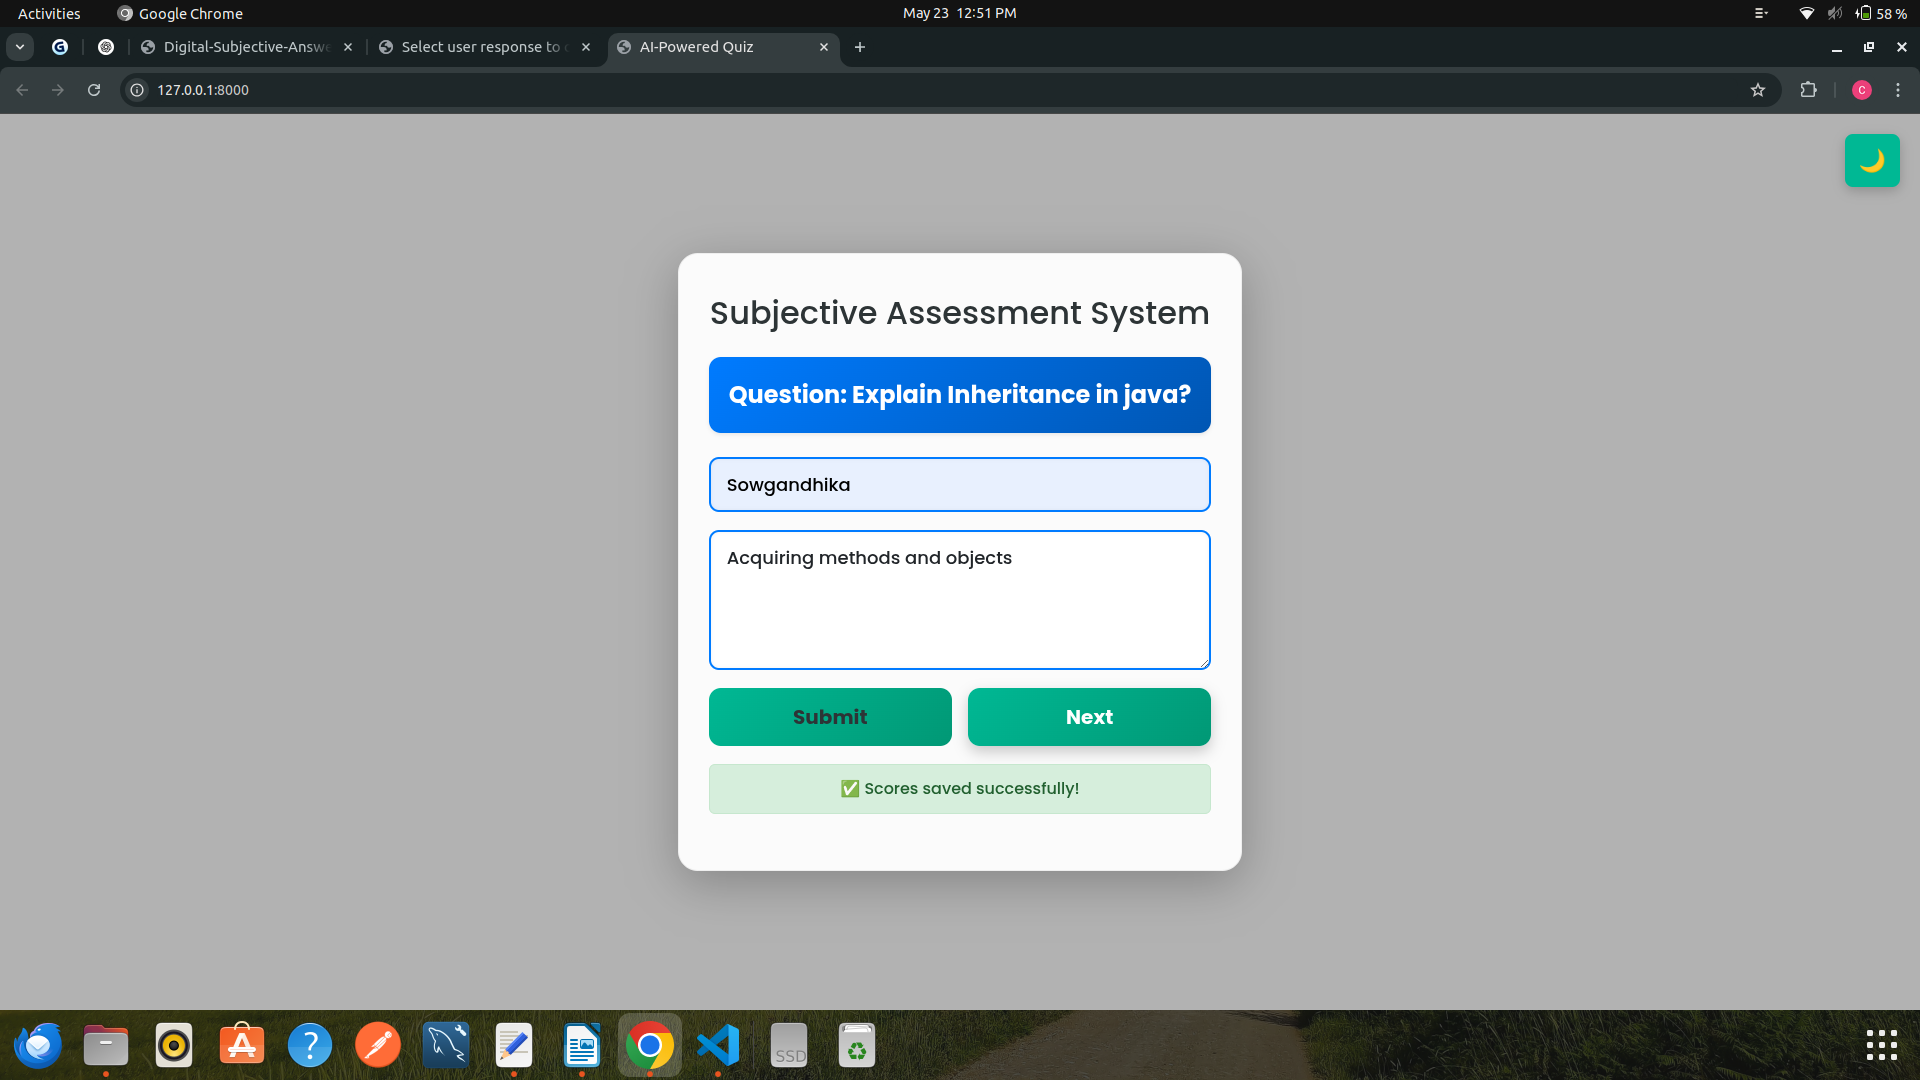 Activities
Google Chrome
May 23 12:51 PM
58 %
Digital-Subjective-Answe
Select user response to
AI-Powered Quiz
127.0.0.1:8000
C
Subjective Assessment System
Question: Explain Inheritance in java?
Sowgandhika
Acquiring methods and objects
Submit
Next
✅ Scores saved successfully!
SSD